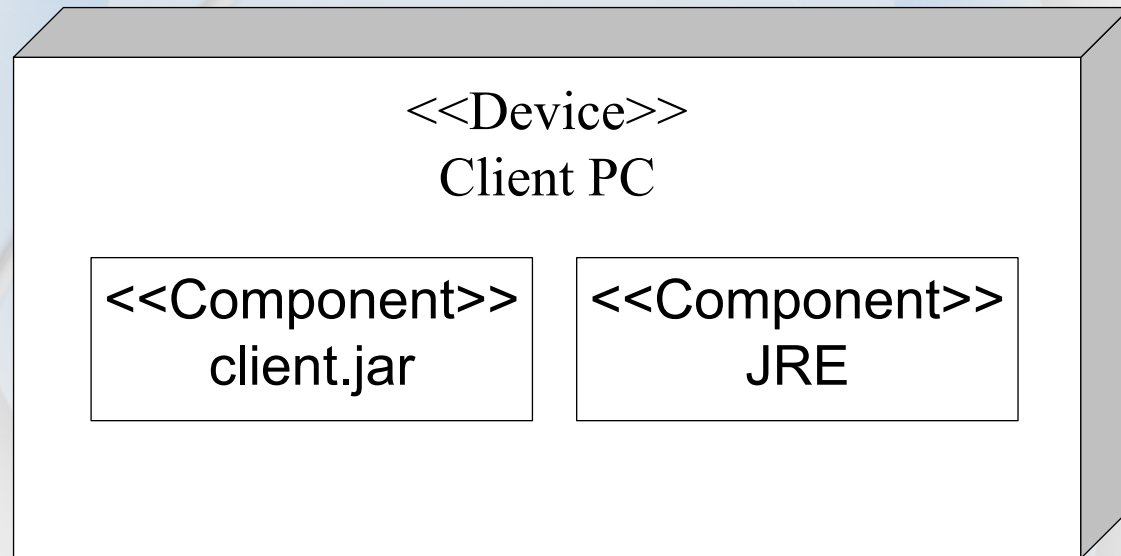 <<Device>>
Client PC
<<Component>>
client.jar
<<Component>>
JRE